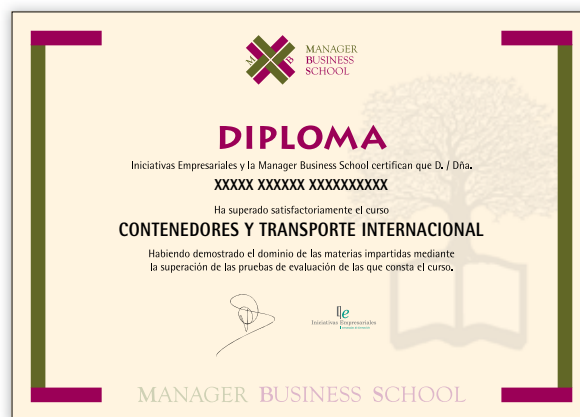 M B
MANAGER
BUSINESS
SCHOOL
DIPLOMA
Iniciativas Empresariales y la Manager Business School certifican que D. / Dña.
XXXXX XXXXXX XXXXXXXXXX
Ha superado satisfactoriamente el curso
CONTENEDORES Y TRANSPORTE INTERNACIONAL
Habiendo demostrado el dominio de las materias impartidas mediante
la superación de las pruebas de evaluación de las que consta el curso.
Iniciativas Empresariales
MANAGER BUSINESS SCHOOL